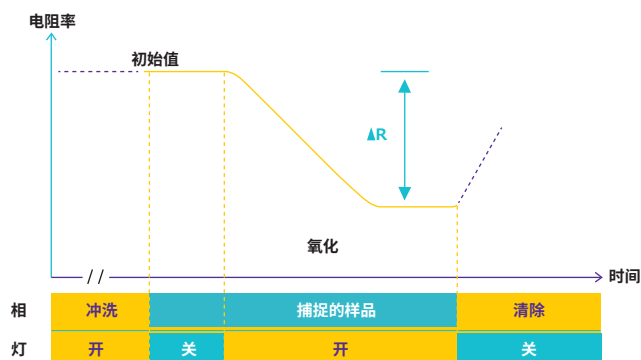 电阻率
初始值
ΔR
氧化
时间
相 冲洗 捕捉的样品 清除
灯 开 关 开 关